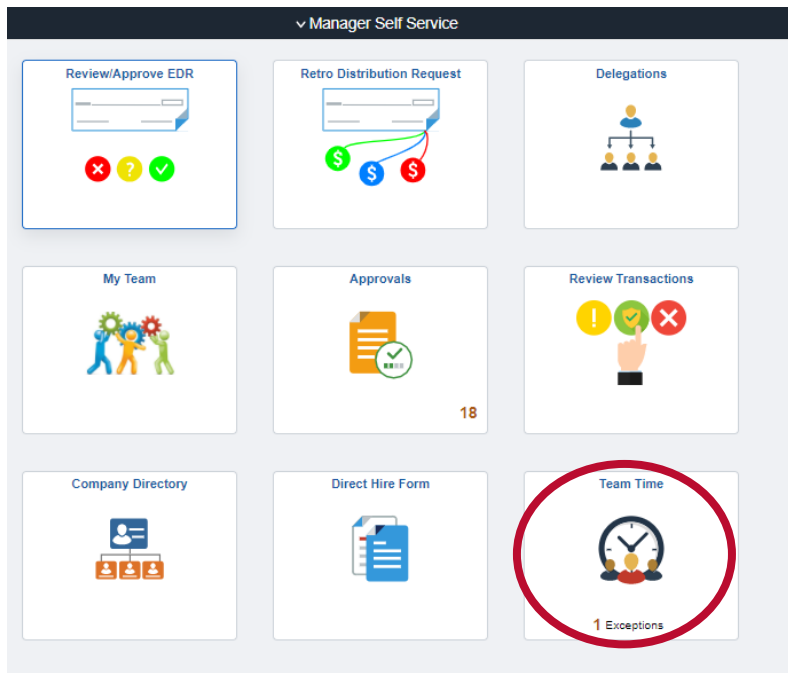 Manager Self Service
Review/Approve EDR
Retro Distribution Request
Delegations
?
$
$
$
My Team
Approvals
Review Transactions
!
18
Company Directory
Direct Hire Form
Team Time
1 Exceptions